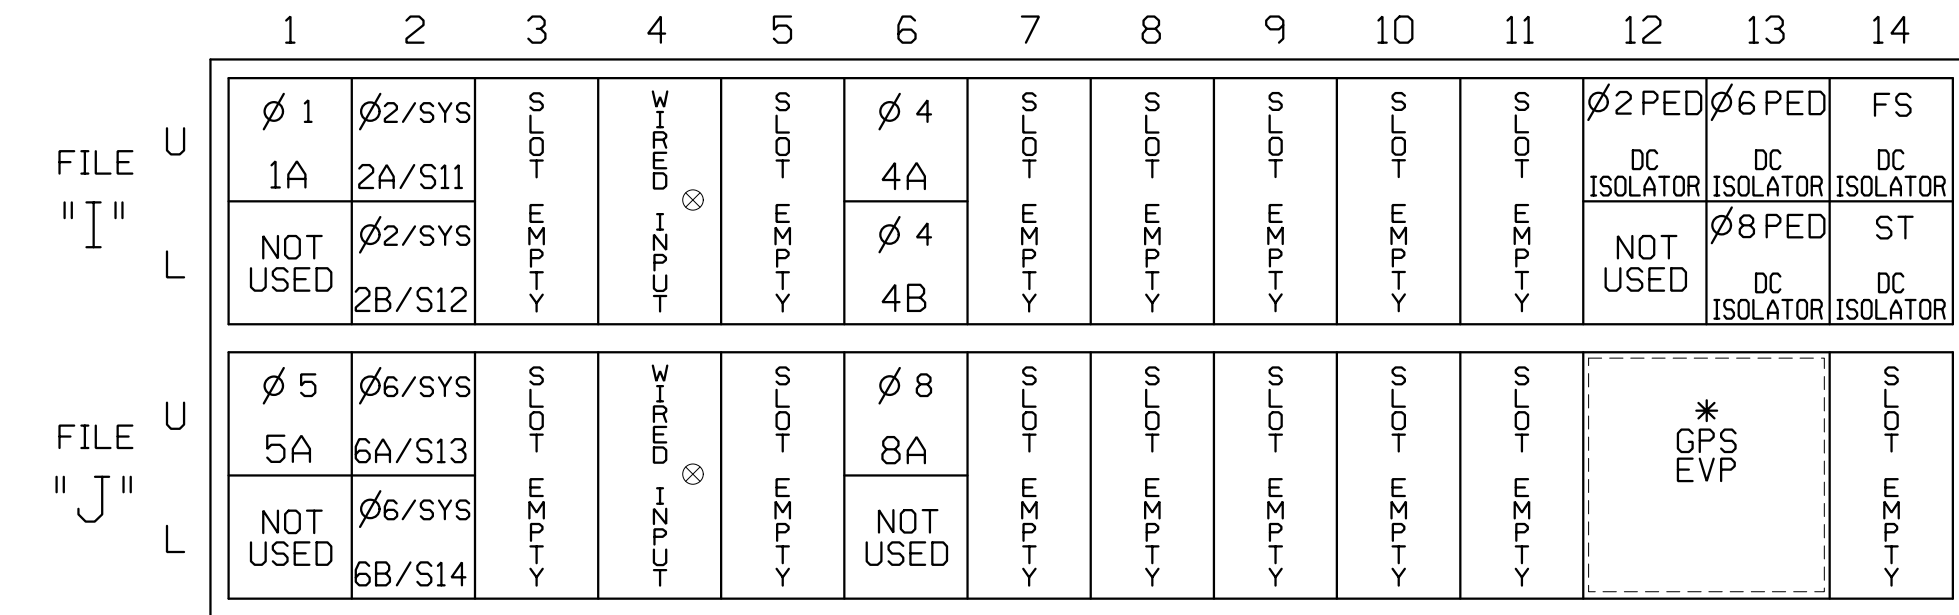 1 2 3 4 5 6 7 8 9 10 11 12 13 14
FILE
"I"
U
L
Ø 1
1A
NOT
USED
Ø2/SYS
2A/S11
Ø2/SYS
2B/S12
SLOT EMPTY
WIRED INPUT
SLOT EMPTY
Ø 4
4A
Ø 4
4B
SLOT EMPTY
SLOT EMPTY
SLOT EMPTY
SLOT EMPTY
SLOT EMPTY
Ø2 PED
DC
ISOLATOR
NOT
USED
Ø6 PED
DC
ISOLATOR
Ø8 PED
DC
ISOLATOR
FS
DC
ISOLATOR
ST
DC
ISOLATOR
FILE
"J"
U
L
Ø 5
5A
NOT
USED
Ø6/SYS
6A/S13
Ø6/SYS
6B/S14
SLOT EMPTY
WIRED INPUT
SLOT EMPTY
Ø 8
8A
NOT
USED
SLOT EMPTY
SLOT EMPTY
SLOT EMPTY
SLOT EMPTY
SLOT EMPTY
*
GPS
EVP
SLOT EMPTY